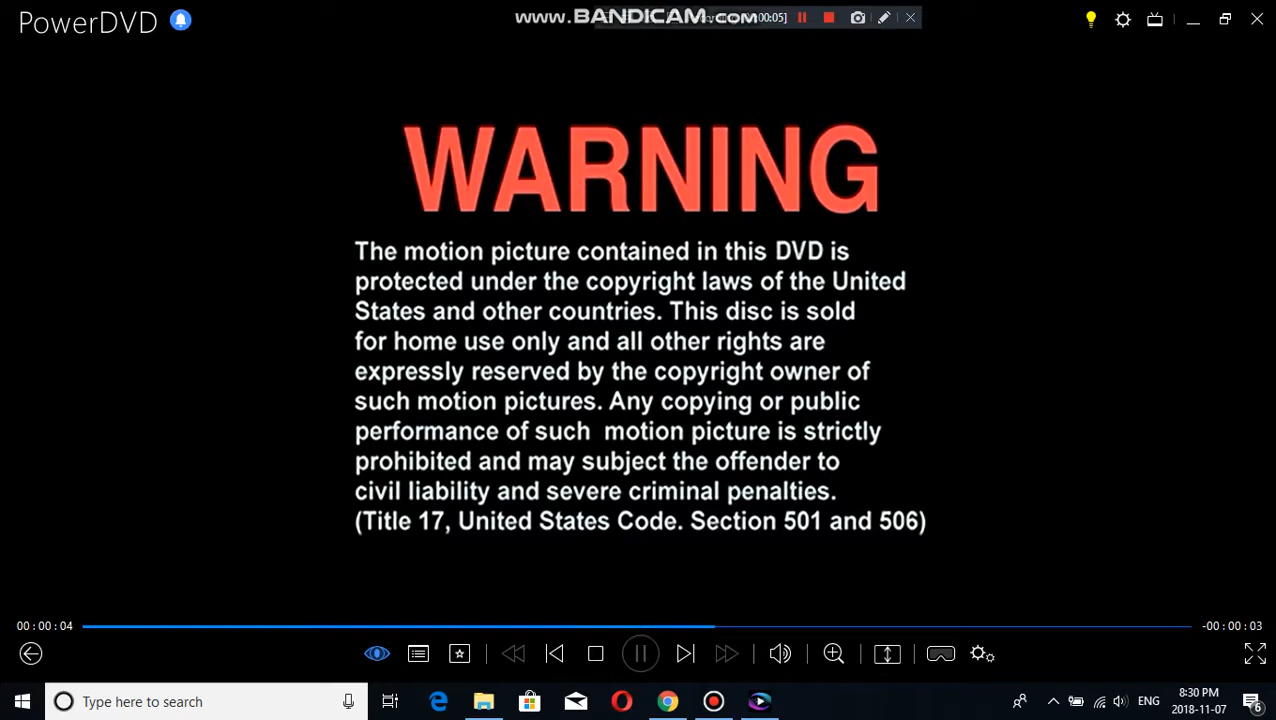 PowerDVD
www.BANDICAM.com
00:05]
WARNING
The motion picture contained in this DVD is
protected under the copyright laws of the United
States and other countries. This disc is sold
for home use only and all other rights are
expressly reserved by the copyright owner of
such motion pictures. Any copying or public
performance of such motion picture is strictly
prohibited and may subject the offender to
civil liability and severe criminal penalties.
(Title 17, United States Code. Section 501 and 506)
00:00:04
-00:00:03
Type here to search
ENG
8:30 PM
2018-11-07
6